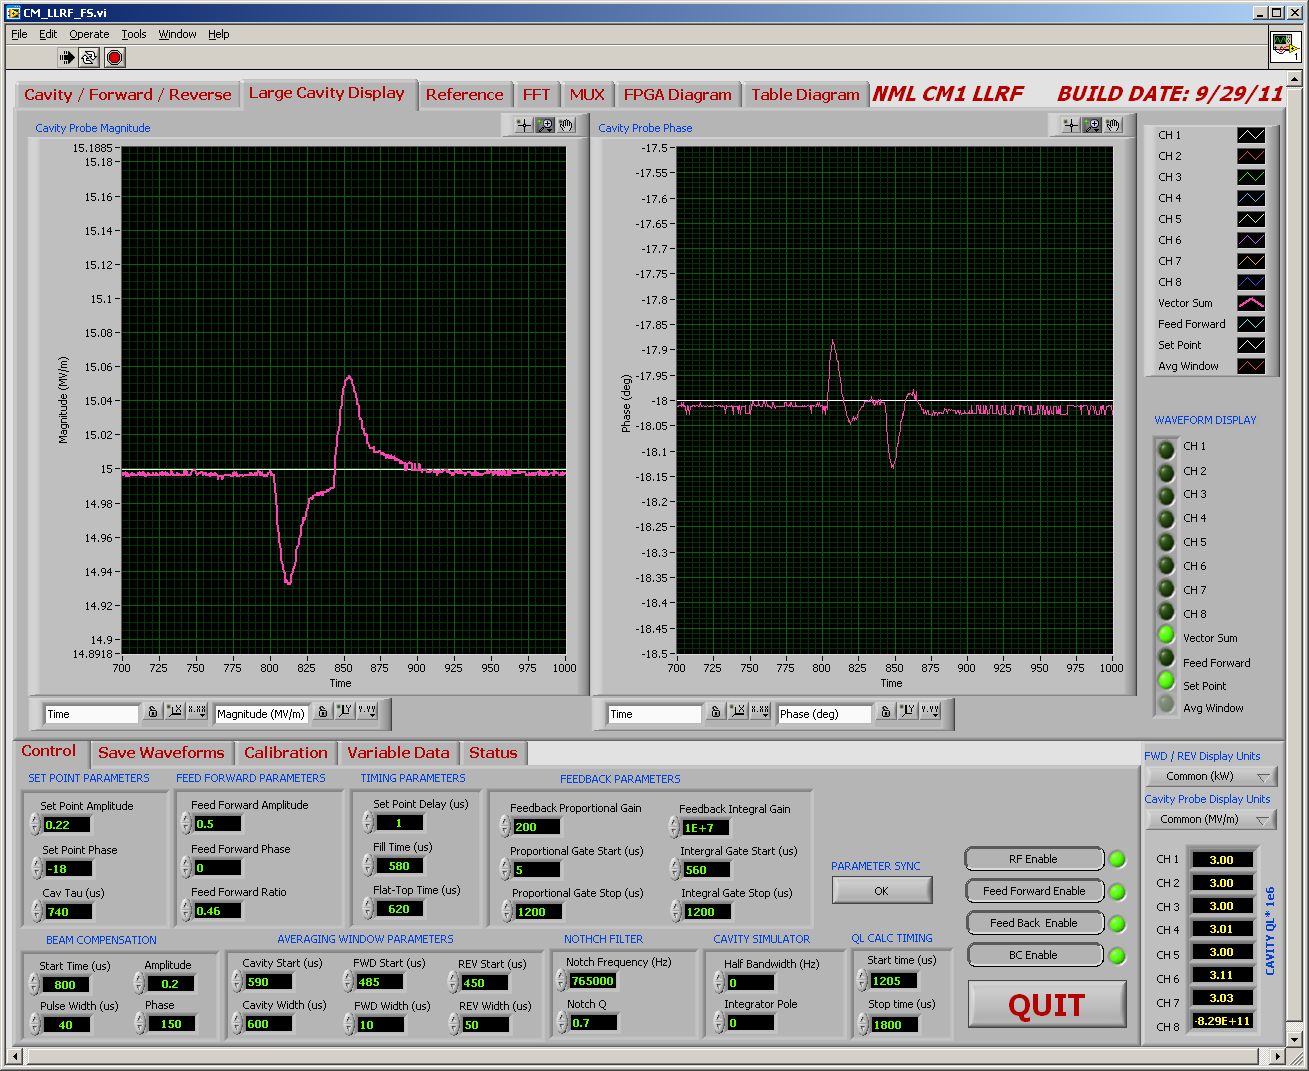 CM_LLRF_FS.vi
File Edit Operate Tools Window Help
1
Cavity / Forward / Reverse Large Cavity Display Reference FFT MUX FPGA Diagram Table Diagram NML CM1 LLRF BUILD DATE: 9/29/11
Cavity Probe Magnitude
15.1885
15.18
15.16
15.14
15.12
15.1
15.08
15.06
15.04
15.02
15
14.98
14.96
14.94
14.92
14.9
14.8918
Magnitude (MV/m)
700 725 750 775 800 825 850 875 900 925 950 975 1000
Time
Time X.XX Magnitude (MV/m) Y.YY
Cavity Probe Phase
-17.5
-17.55
-17.6
-17.65
-17.7
-17.75
-17.8
-17.85
-17.9
-17.95
-18
-18.05
-18.1
-18.15
-18.2
-18.25
-18.3
-18.35
-18.4
-18.45
-18.5
Phase (deg)
700 725 750 775 800 825 850 875 900 925 950 975 1000
Time
Time X.XX Phase (deg) Y.YY
CH 1
CH 2
CH 3
CH 4
CH 5
CH 6
CH 7
CH 8
Vector Sum
Feed Forward
Set Point
Avg Window
WAVEFORM DISPLAY
CH 1
CH 2
CH 3
CH 4
CH 5
CH 6
CH 7
CH 8
Vector Sum
Feed Forward
Set Point
Avg Window
Control Save Waveforms Calibration Variable Data Status
SET POINT PARAMETERS
Set Point Amplitude
0.22
Set Point Phase
-18
Cav Tau (us)
740
FEED FORWARD PARAMETERS
Feed Forward Amplitude
0.5
Feed Forward Phase
0
Feed Forward Ratio
0.46
TIMING PARAMETERS
Set Point Delay (us)
1
Fill Time (us)
580
Flat-Top Time (us)
620
FEEDBACK PARAMETERS
Feedback Proportional Gain
200
Proportional Gate Start (us)
5
Proportional Gate Stop (us)
1200
Feedback Integral Gain
1E+7
Intergral Gate Start (us)
560
Integral Gate Stop (us)
1200
PARAMETER SYNC
OK
RF Enable
Feed Forward Enable
Feed Back Enable
BC Enable
QUIT
BEAM COMPENSATION
Start Time (us)
800
Pulse Width (us)
40
Amplitude
0.2
Phase
150
AVERAGING WINDOW PARAMETERS
Cavity Start (us)
590
Cavity Width (us)
600
FWD Start (us)
485
FWD Width (us)
10
REV Start (us)
450
REV Width (us)
50
NOTHCH FILTER
Notch Frequency (Hz)
765000
Notch Q
0.7
CAVITY SIMULATOR
Half Bandwidth (Hz)
0
Integrator Pole
0
QL CALC TIMING
Start time (us)
1205
Stop time (us)
1800
FWD / REV Display Units
Common (kW)
Cavity Probe Display Units
Common (MV/m)
CH 1 3.00
CH 2 3.00
CH 3 3.00
CH 4 3.01
CH 5 3.00
CH 6 3.11
CH 7 3.03
CH 8 -8.29E+11
CAVITY QL* 1e6